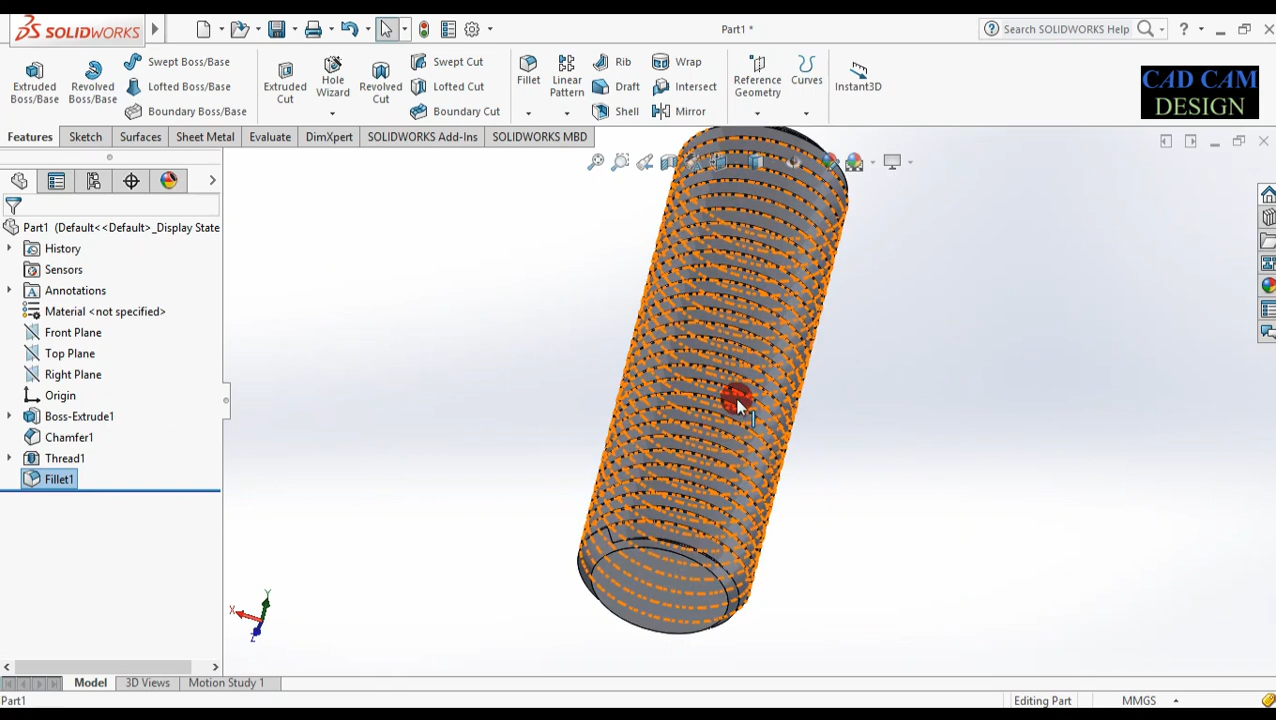 SOLIDWORKS
Part1 *
Search SOLIDWORKS Help
?
CAD CAM
DESIGN
Extruded
Boss/Base
Revolved
Boss/Base
Swept Boss/Base
Lofted Boss/Base
Boundary Boss/Base
Extruded
Cut
Hole
Wizard
Revolved
Cut
Swept Cut
Lofted Cut
Boundary Cut
Fillet
Linear
Pattern
Rib
Draft
Shell
Wrap
Intersect
Mirror
Reference
Geometry
Curves
Instant3D
Features Sketch Surfaces Sheet Metal Evaluate DimXpert SOLIDWORKS Add-Ins SOLIDWORKS MBD
Part1 (Default<<Default>_Display State
History
Sensors
Annotations
Material <not specified>
Front Plane
Top Plane
Right Plane
Origin
Boss-Extrude1
Chamfer1
Thread1
Fillet1
Y
X
Z
Model 3D Views Motion Study 1
Part1 Editing Part MMGS